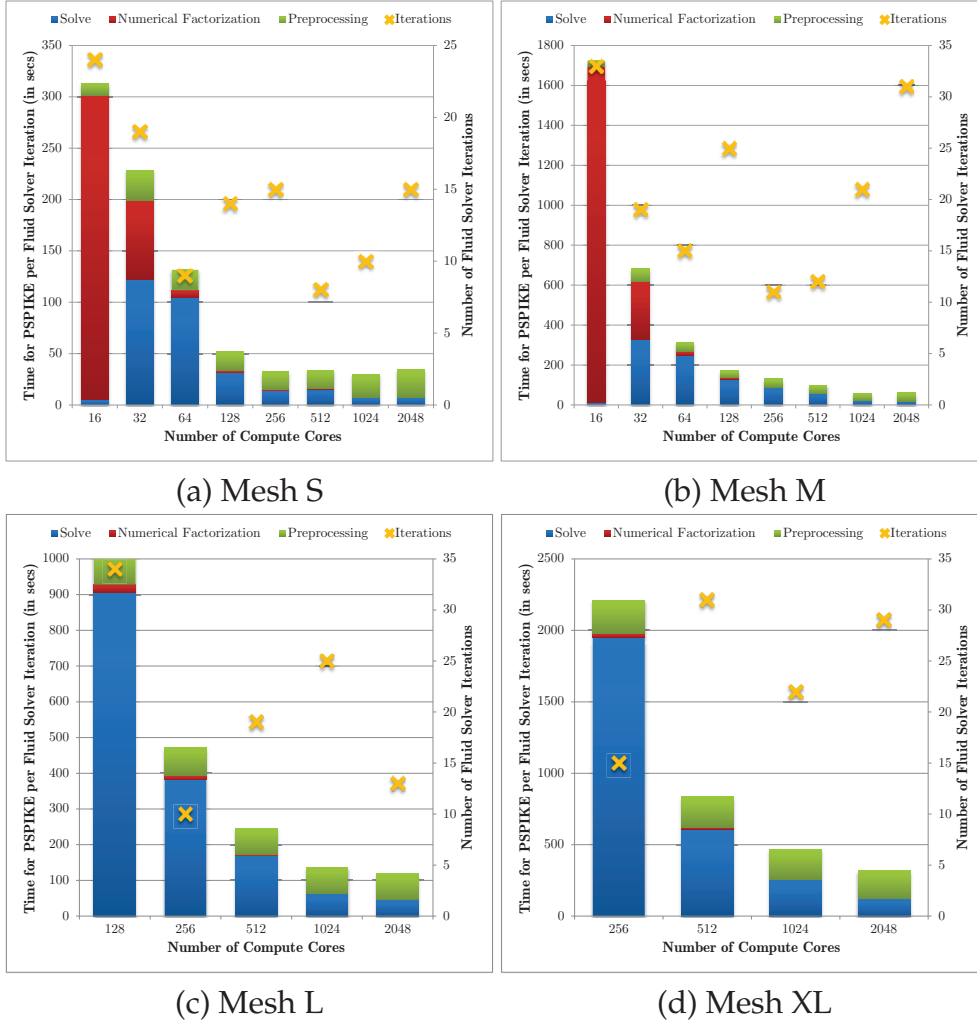 Solve Numerical Factorization Preprocessing Iterations
Time for PSPIKE per Fluid Solver Iteration (in secs)
350
300
250
200
150
100
50
0
25
20
15
10
5
0
Number of Fluid Solver Iterations
16 32 64 128 256 512 1024 2048
Number of Compute Cores
(a) Mesh S
Solve Numerical Factorization Preprocessing Iterations
Time for PSPIKE per Fluid Solver Iteration (in secs)
1800
1600
1400
1200
1000
800
600
400
200
0
35
30
25
20
15
10
5
0
Number of Fluid Solver Iterations
16 32 64 128 256 512 1024 2048
Number of Compute Cores
(b) Mesh M
Solve Numerical Factorization Preprocessing Iterations
Time for PSPIKE per Fluid Solver Iteration (in secs)
1000
900
800
700
600
500
400
300
200
100
0
35
30
25
20
15
10
5
0
Number of Fluid Solver Iterations
128 256 512 1024 2048
Number of Compute Cores
(c) Mesh L
Solve Numerical Factorization Preprocessing Iterations
Time for PSPIKE per Fluid Solver Iteration (in secs)
2500
2000
1500
1000
500
0
35
30
25
20
15
10
5
0
Number of Fluid Solver Iterations
256 512 1024 2048
Number of Compute Cores
(d) Mesh XL